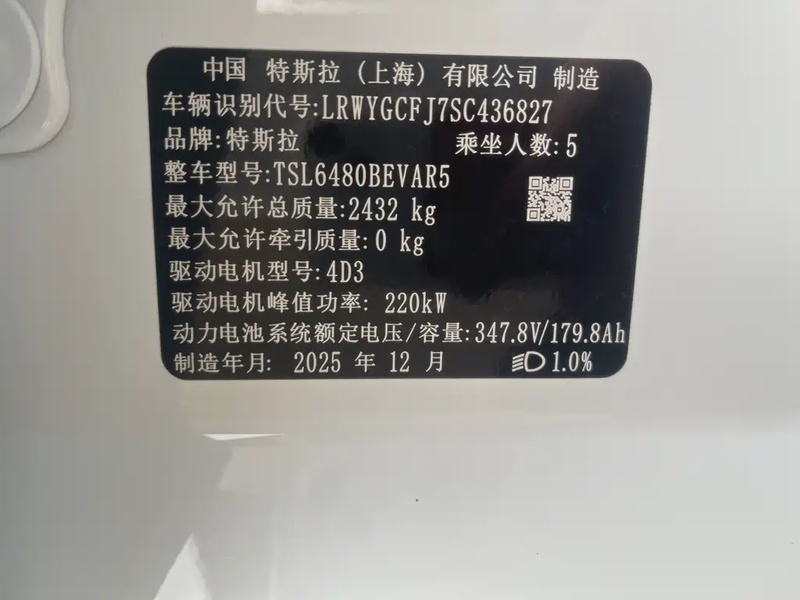 中国 特斯拉 (上海) 有限公司 制造
车辆识别代号:LRWYGCFJ7SC436827
品牌:特斯拉 乘坐人数:5
整车型号:TSL6480BEVAR5
最大允许总质量:2432 kg
最大允许牵引质量:0 kg
驱动电机型号:4D3
驱动电机峰值功率: 220kW
动力电池系统额定电压/容量:347.8V/179.8Ah
制造年月: 2025 年 12 月 1.0%